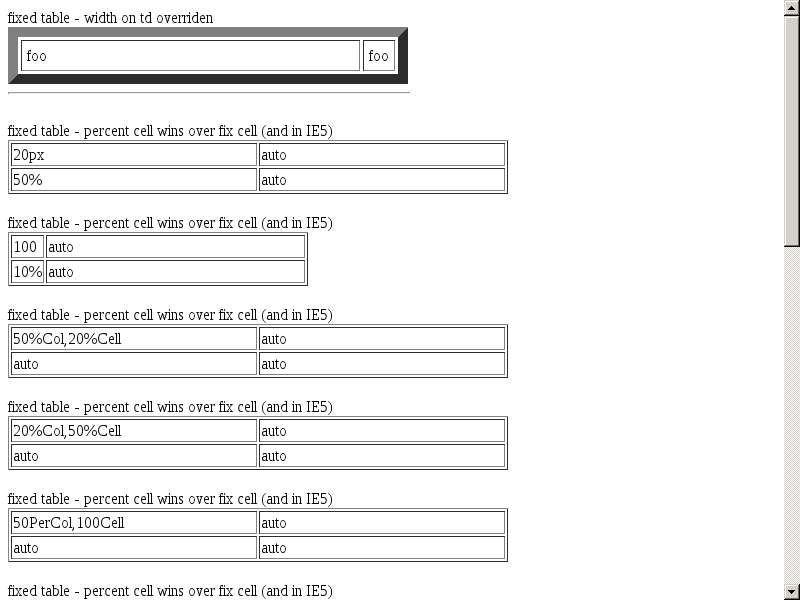 fixed table - width on td overriden
foo foo
fixed table - percent cell wins over fix cell (and in IE5)
20px auto
50% auto
fixed table - percent cell wins over fix cell (and in IE5)
100 auto
10% auto
fixed table - percent cell wins over fix cell (and in IE5)
50%Col,20%Cell auto
auto auto
fixed table - percent cell wins over fix cell (and in IE5)
20%Col,50%Cell auto
auto auto
fixed table - percent cell wins over fix cell (and in IE5)
50PerCol,100Cell auto
auto auto
fixed table - percent cell wins over fix cell (and in IE5)